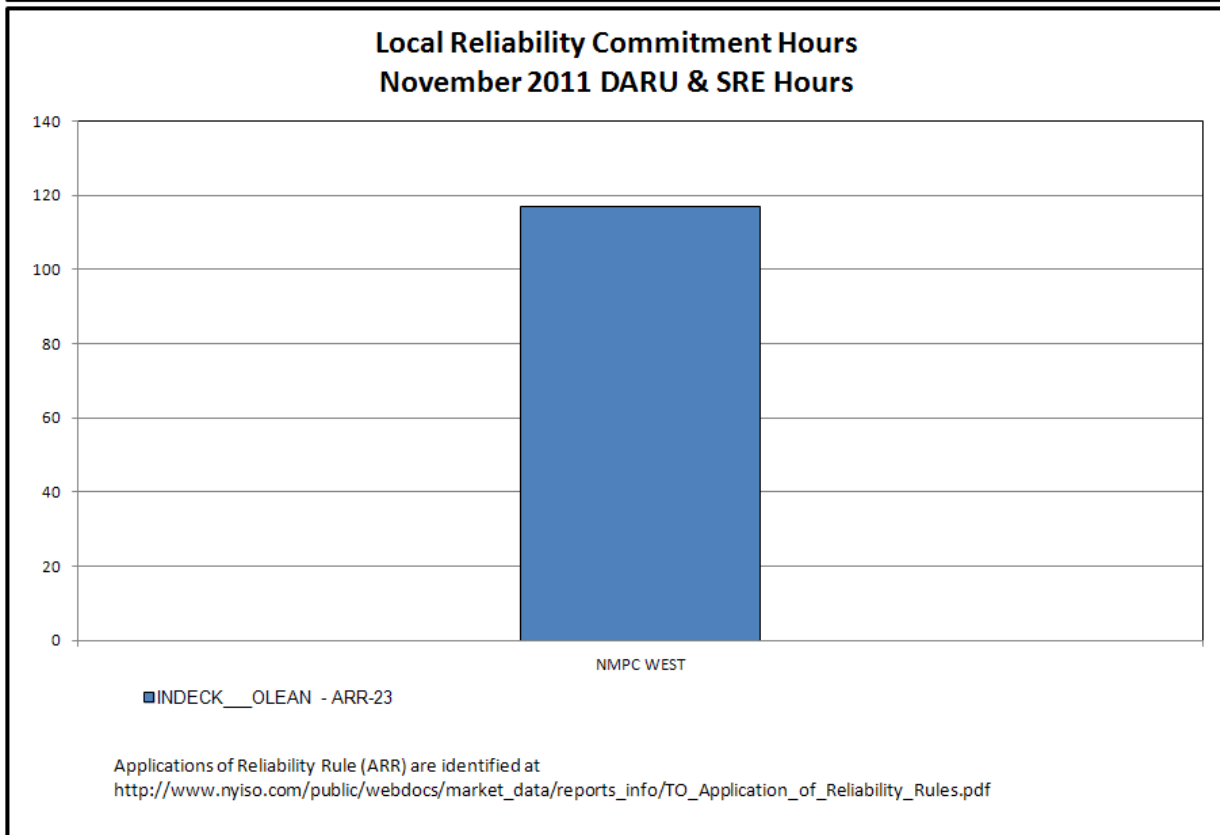 Local Reliability Commitment Hours
November 2011 DARU & SRE Hours
140
120
100
80
60
40
20
0
NMPC WEST
INDECK___OLEAN - ARR-23
Applications of Reliability Rule (ARR) are identified at
http://www.nyiso.com/public/webdocs/market_data/reports_info/TO_Application_of_Reliability_Rules.pdf